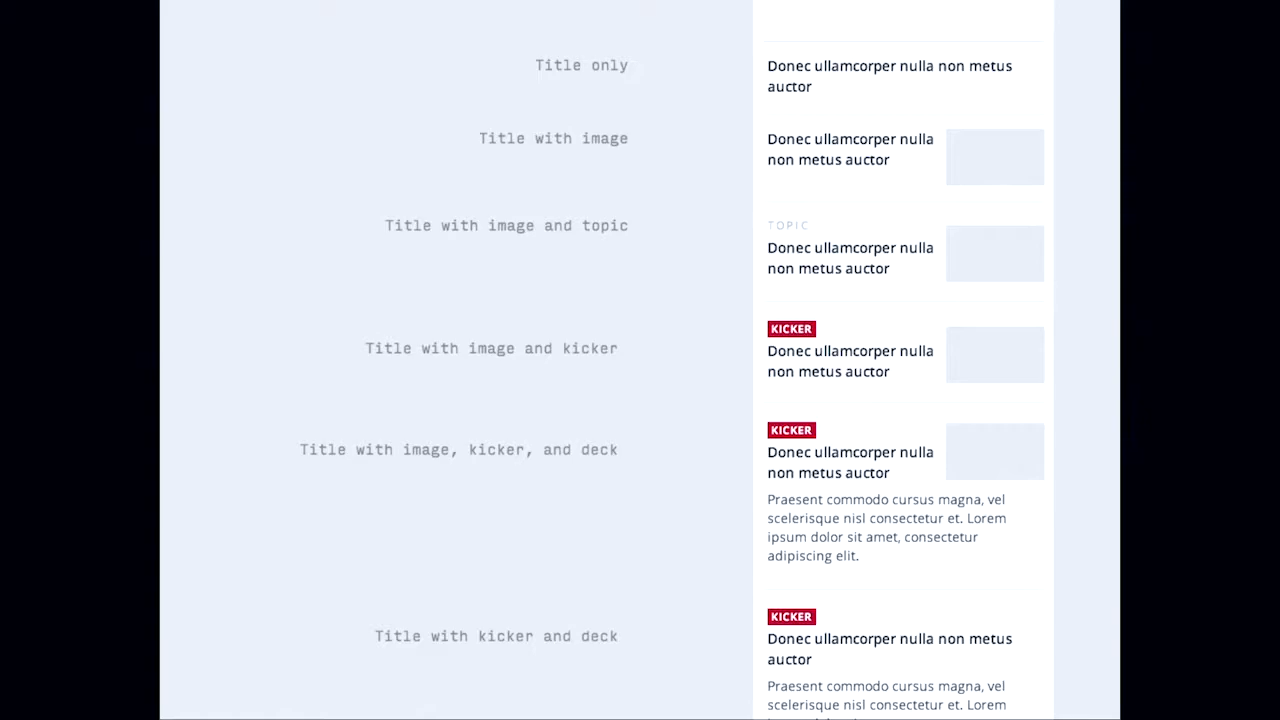 Title only
Donec ullamcorper nulla non metus
auctor
Title with image
Donec ullamcorper nulla
non metus auctor
Title with image and topic
TOPIC
Donec ullamcorper nulla
non metus auctor
Title with image and kicker
KICKER
Donec ullamcorper nulla
non metus auctor
Title with image, kicker, and deck
KICKER
Donec ullamcorper nulla
non metus auctor
Praesent commodo cursus magna, vel
scelerisque nisl consectetur et. Lorem
ipsum dolor sit amet, consectetur
adipiscing elit.
Title with kicker and deck
KICKER
Donec ullamcorper nulla non metus
auctor
Praesent commodo cursus magna, vel
scelerisque nisl consectetur et. Lorem